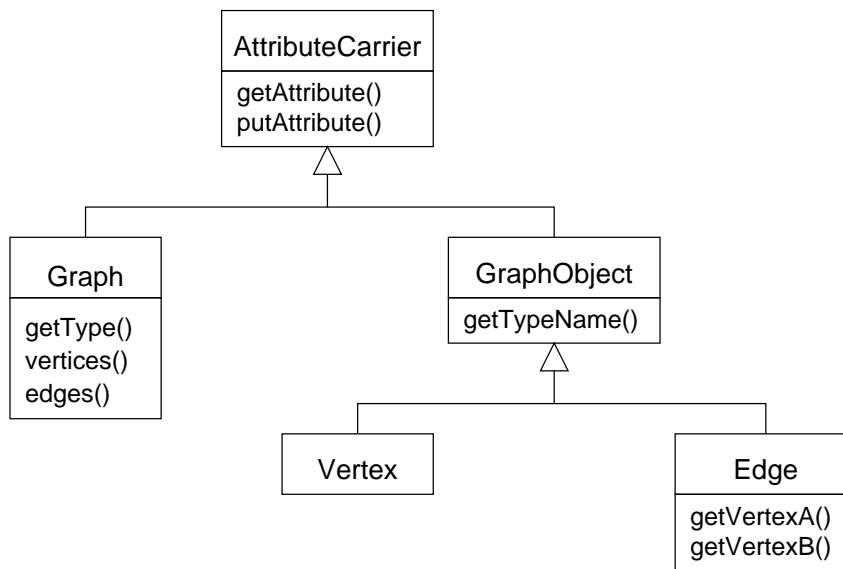 AttributeCarrier
getAttribute()
putAttribute()
Graph
getType()
vertices()
edges()
GraphObject
getTypeName()
Vertex
Edge
getVertexA()
getVertexB()